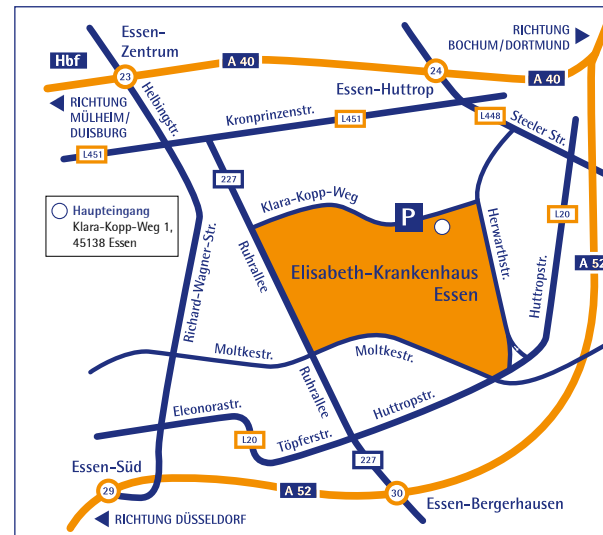 Essen-
Zentrum
Hbf
23
A 40
24
RICHTUNG
BOCHUM/DORTMUND
A 40
RICHTUNG
MÜLHEIM/
DUISBURG
Helbingstr.
Essen-Huttrop
Kronprinzenstr.
L451
L451
L448
Steeler Str.
227
Haupteingang
Klara-Kopp-Weg 1,
45138 Essen
Klara-Kopp-Weg
P
Herwarthstr.
L20
Huttropstr.
A 52
Ruhrallee
Richard-Wagner-Str.
Elisabeth-Krankenhaus
Essen
Moltkestr.
Moltkestr.
Ruhrallee
Huttropstr.
Eleonorastr.
L20
Töpferstr.
227
Essen-Süd
29
A 52
30
Essen-Bergerhausen
RICHTUNG DÜSSELDORF